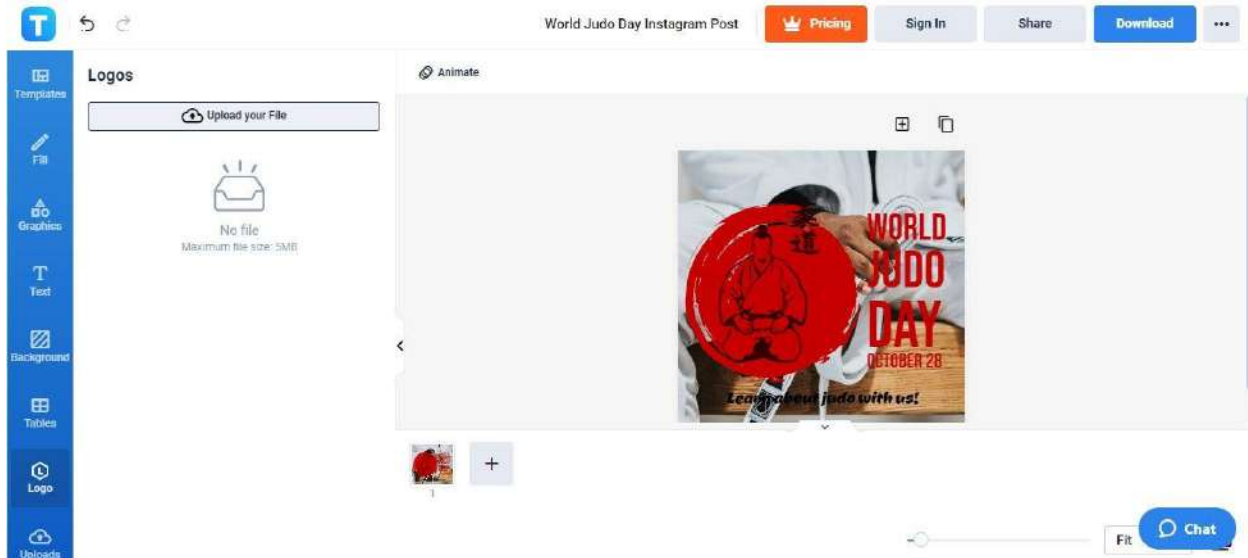 T
World Judo Day Instagram Post
Pricing
Sign In
Share
Download
Templates
Fill
Graphics
Text
Background
Tables
Logo
Uploads
Logos
Upload your File
No file
Maximum file size: 5MB
Animate
柔
道
WORLD
JUDO
DAY
OCTOBER 28
Learn about judo with us!
1
Fit
Chat